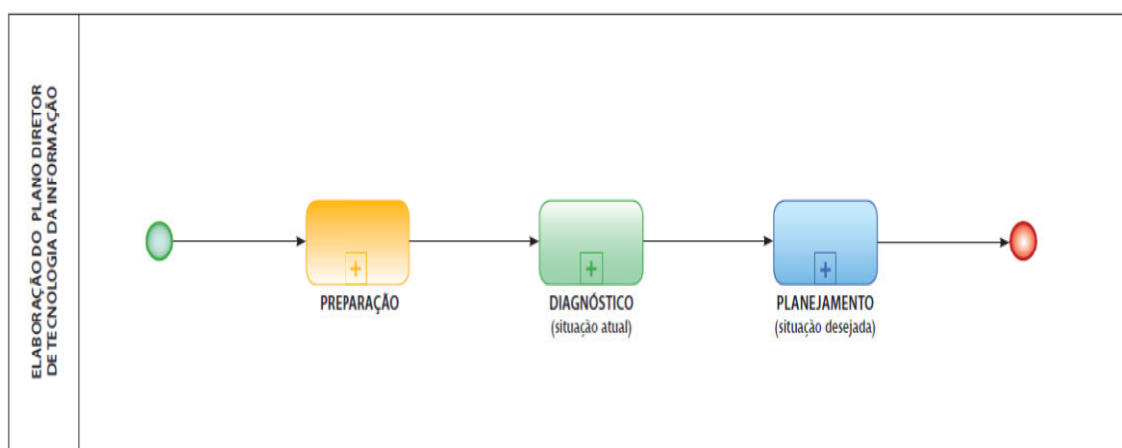 ELABORAÇÃO DO PLANO DIRETOR
DE TECNOLOGIA DA INFORMAÇÃO
PREPARAÇÃO
DIAGNÓSTICO
(situação atual)
PLANEJAMENTO
(situação desejada)